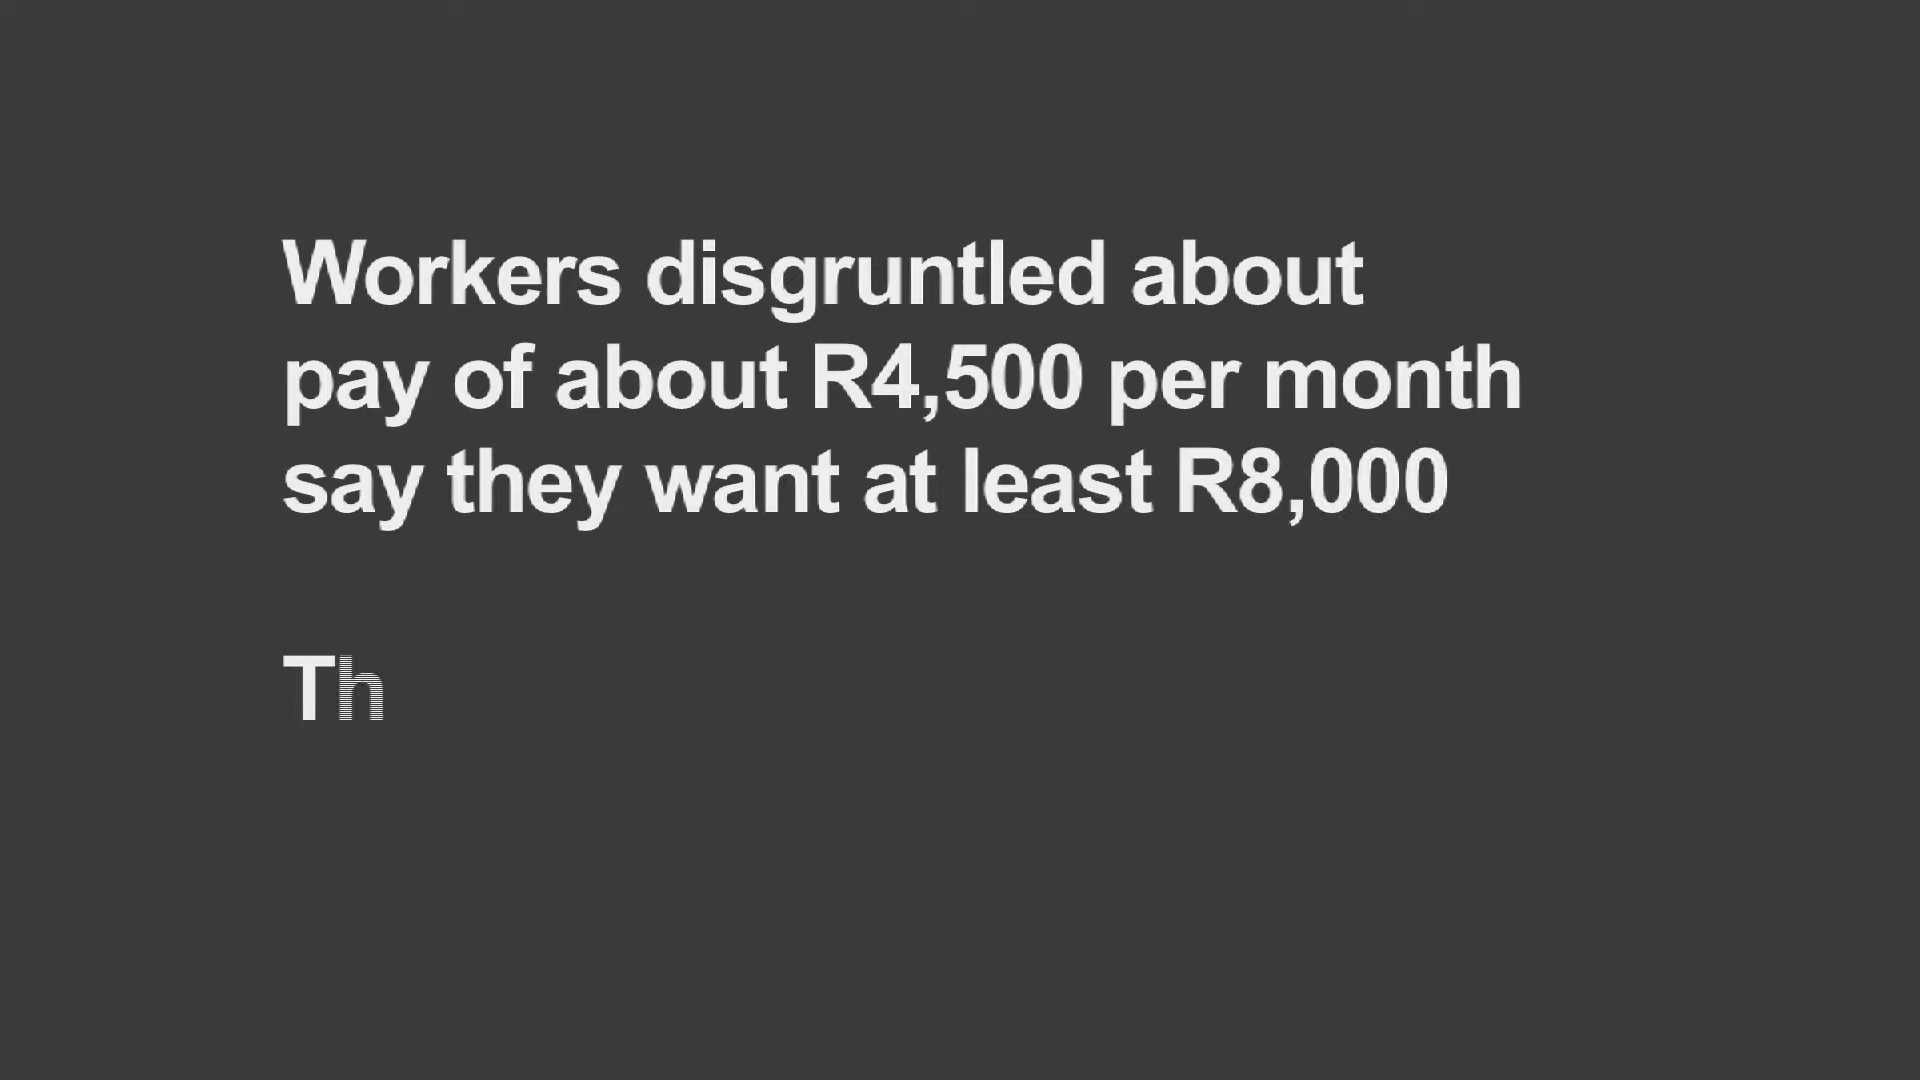 Workers disgruntled about
pay of about R4,500 per month
say they want at least R8,000
Th